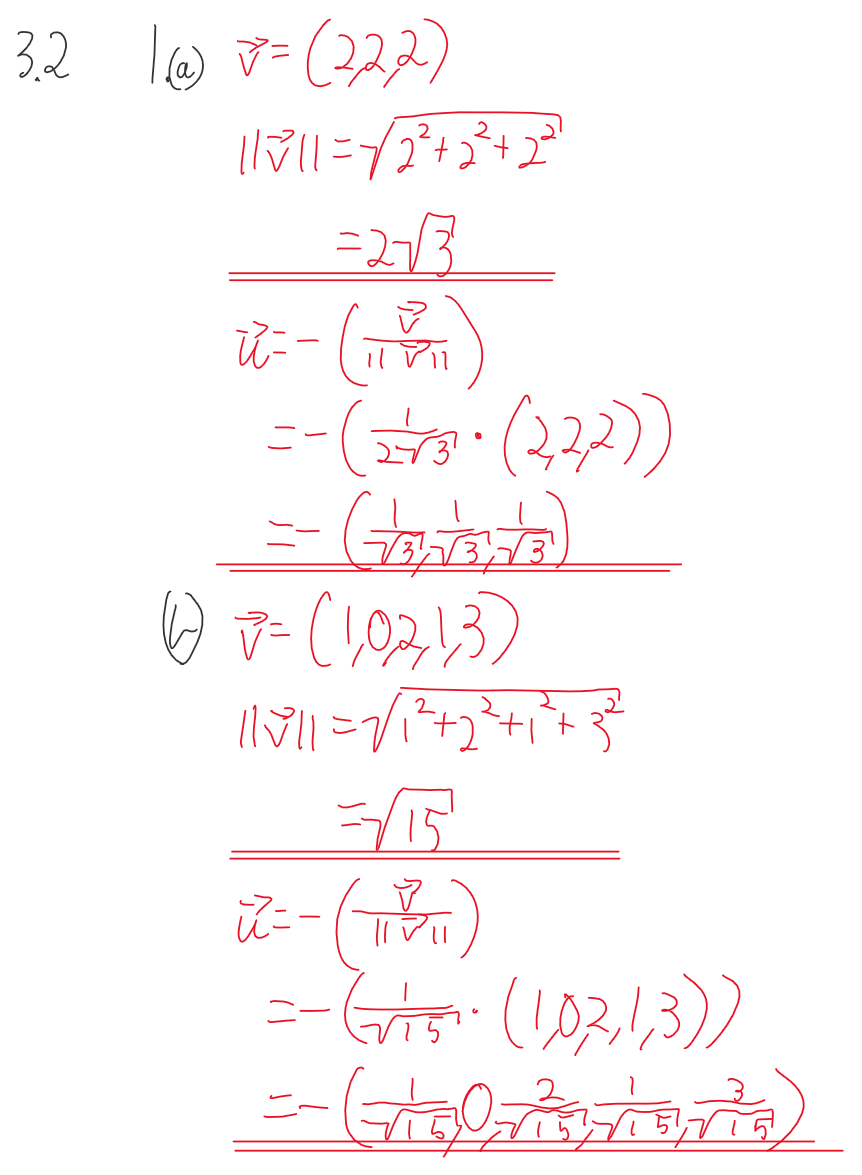 3.2 1.(a) v⃗ = (2,2,2)
||v⃗|| = √(2² + 2² + 2²)
= 2√3
u⃗ = - (v⃗ / ||v⃗||)
= - (1/(2√3) · (2,2,2))
= - (1/√3, 1/√3, 1/√3)
(b) v⃗ = (1,0,2,1,3)
||v⃗|| = √(1² + 2² + 1² + 3²)
= √15
u⃗ = - (v⃗ / ||v⃗||)
= - (1/√15 · (1,0,2,1,3))
= - (1/√15, 0, 2/√15, 1/√15, 3/√15)